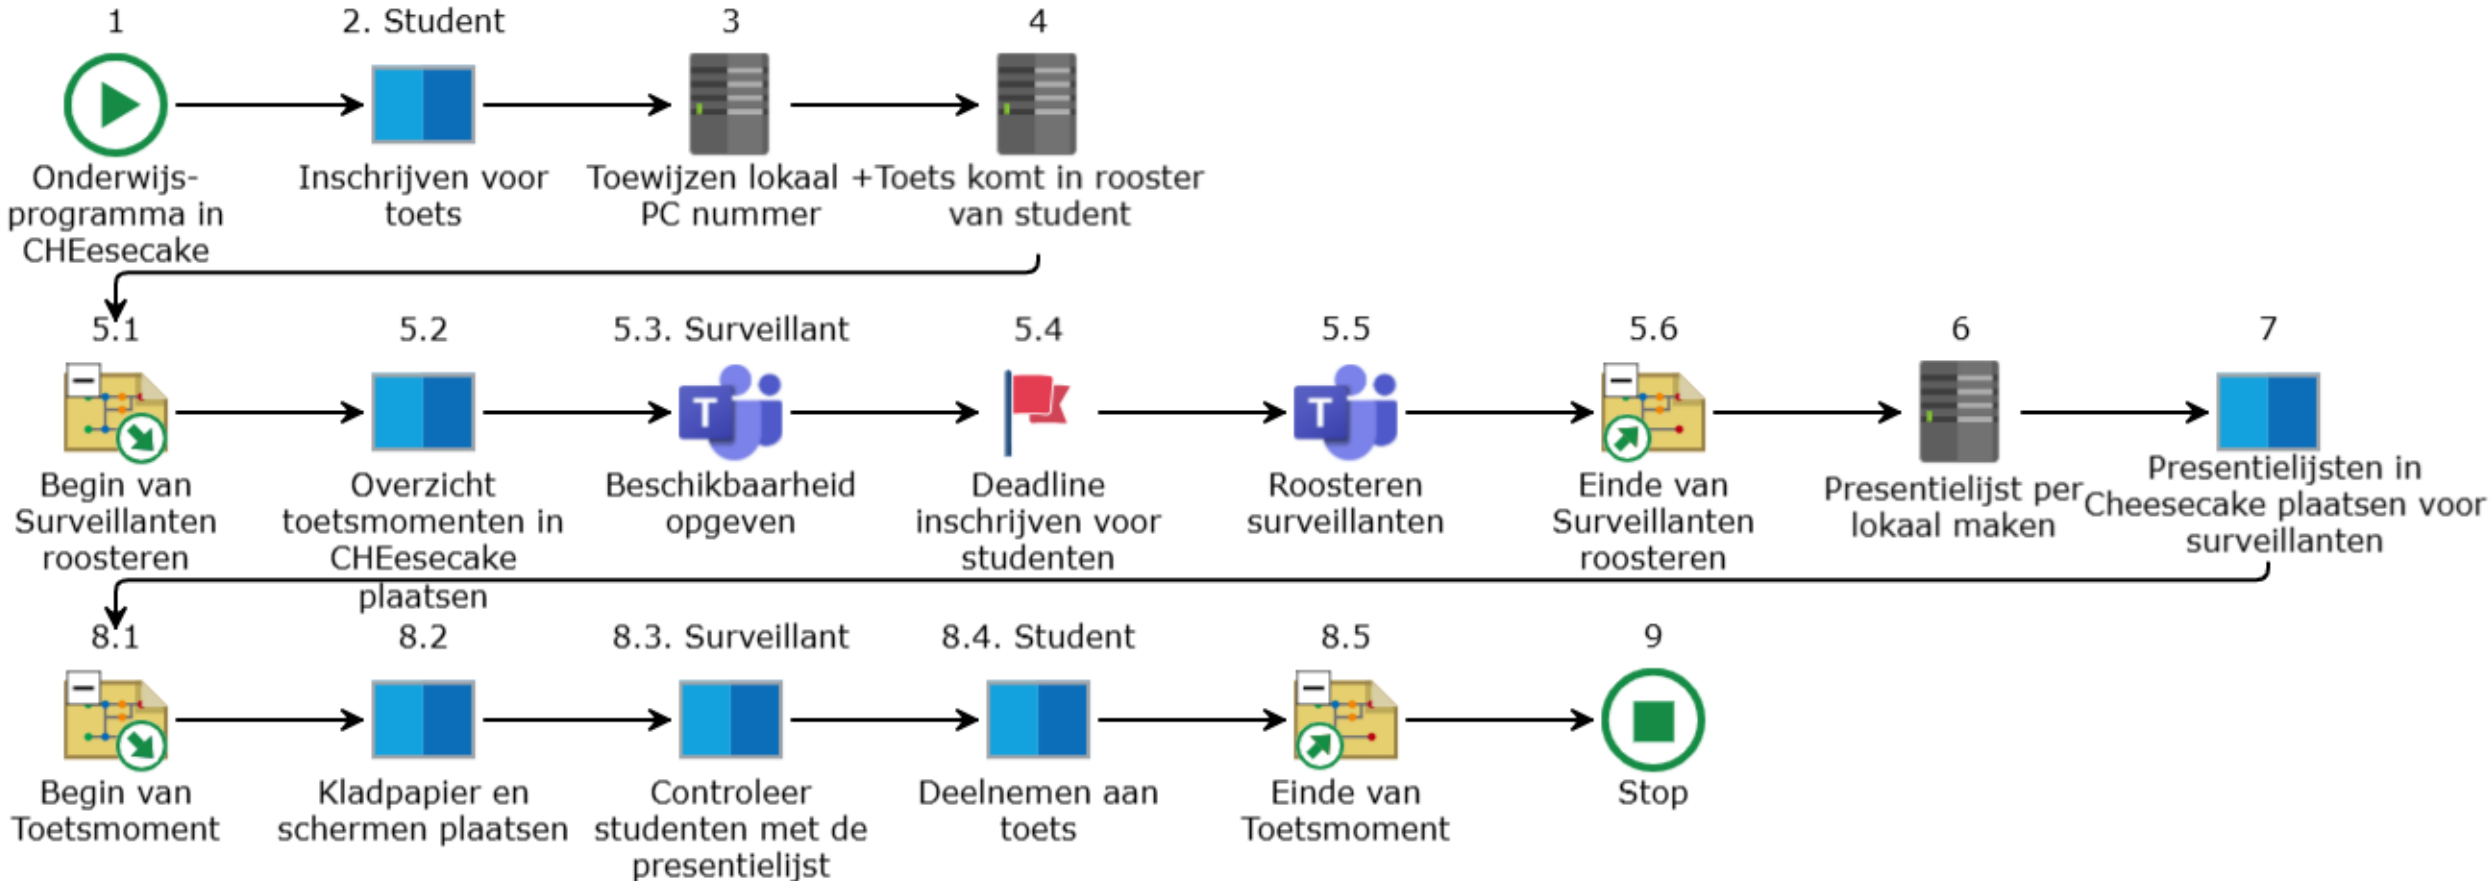 1
2. Student
3
4
Onderwijs-
programma in
CHEesecake
Inschrijven voor
toets
Toewijzen lokaal +
PC nummer
Toets komt in rooster
van student
5.1
5.2
5.3. Surveillant
5.4
5.5
5.6
6
7
T
T
Begin van
Surveillanten
roosteren
Overzicht
toetsmomenten in
CHEesecake
plaatsen
Beschikbaarheid
opgeven
Deadline
inschrijven voor
studenten
Roosteren
surveillanten
Einde van
Surveillanten
roosteren
Presentielijst per
lokaal maken
Presentielijsten in
Cheesecake plaatsen voor
surveillanten
8.1
8.2
8.3. Surveillant
8.4. Student
8.5
9
Begin van
Toetsmoment
Kladpapier en
schermen plaatsen
Controleer
studenten met de
presentielijst
Deelnemen aan
toets
Einde van
Toetsmoment
Stop